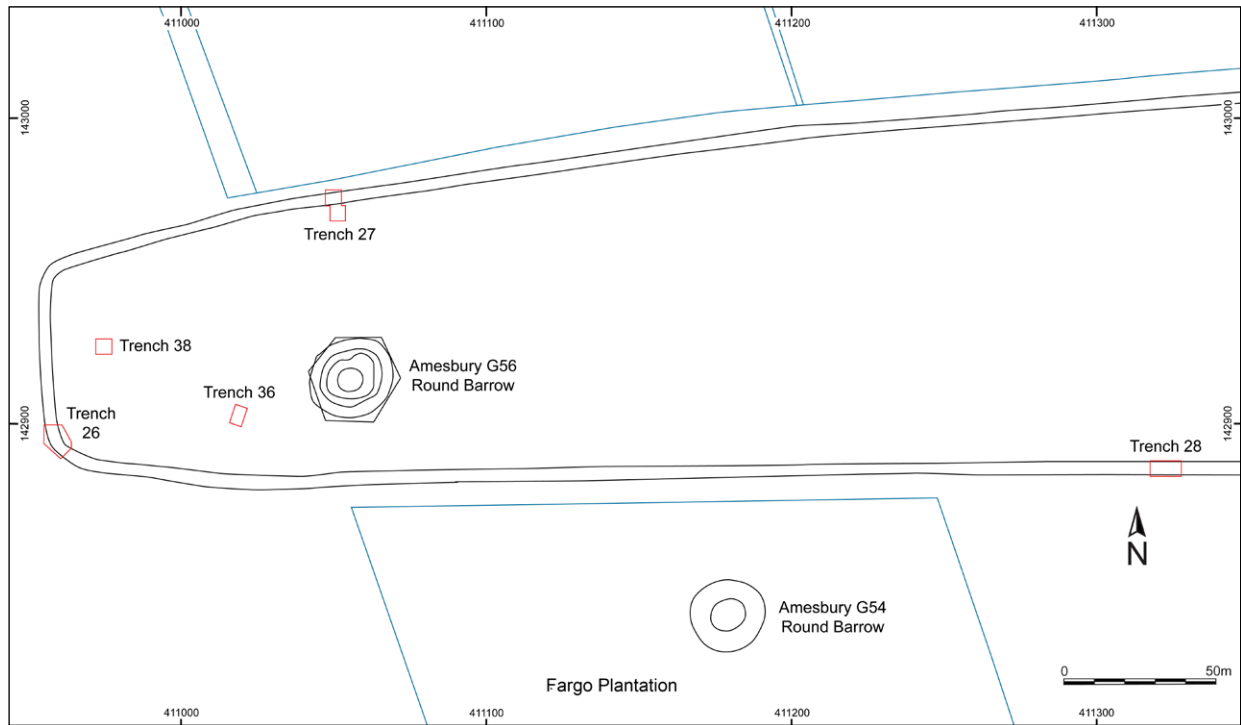 411000
411100
411200
411300
143000
143000
Trench 27
Trench 38
Amesbury G56
Round Barrow
Trench 36
Trench
26
142900
142900
Trench 28
N
Amesbury G54
Round Barrow
0
50m
Fargo Plantation
411000
411100
411200
411300